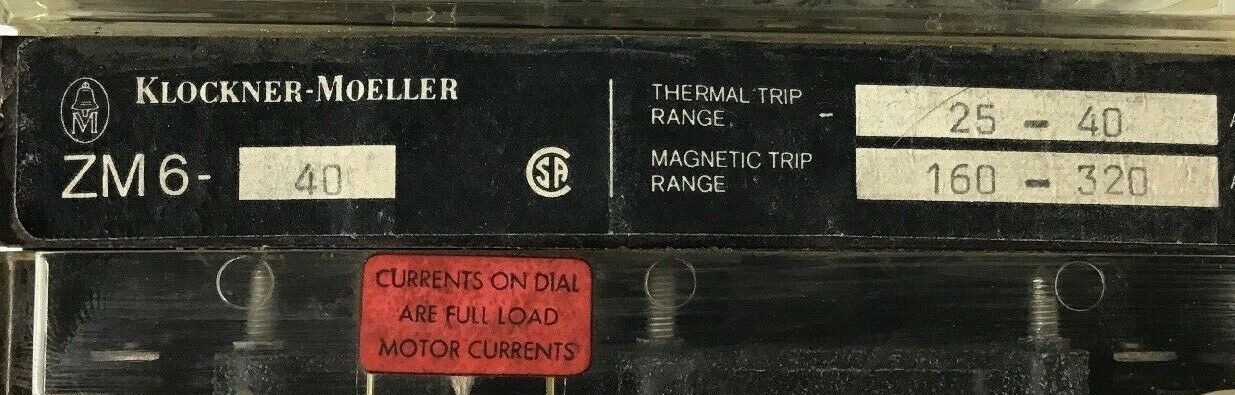 KLOCKNER-MOELLER
M
ZM6- 40
CSA
THERMAL TRIP
RANGE. - 25 - 40 A
MAGNETIC TRIP
RANGE 160 - 320 A
CURRENTS ON DIAL
ARE FULL LOAD
MOTOR CURRENTS